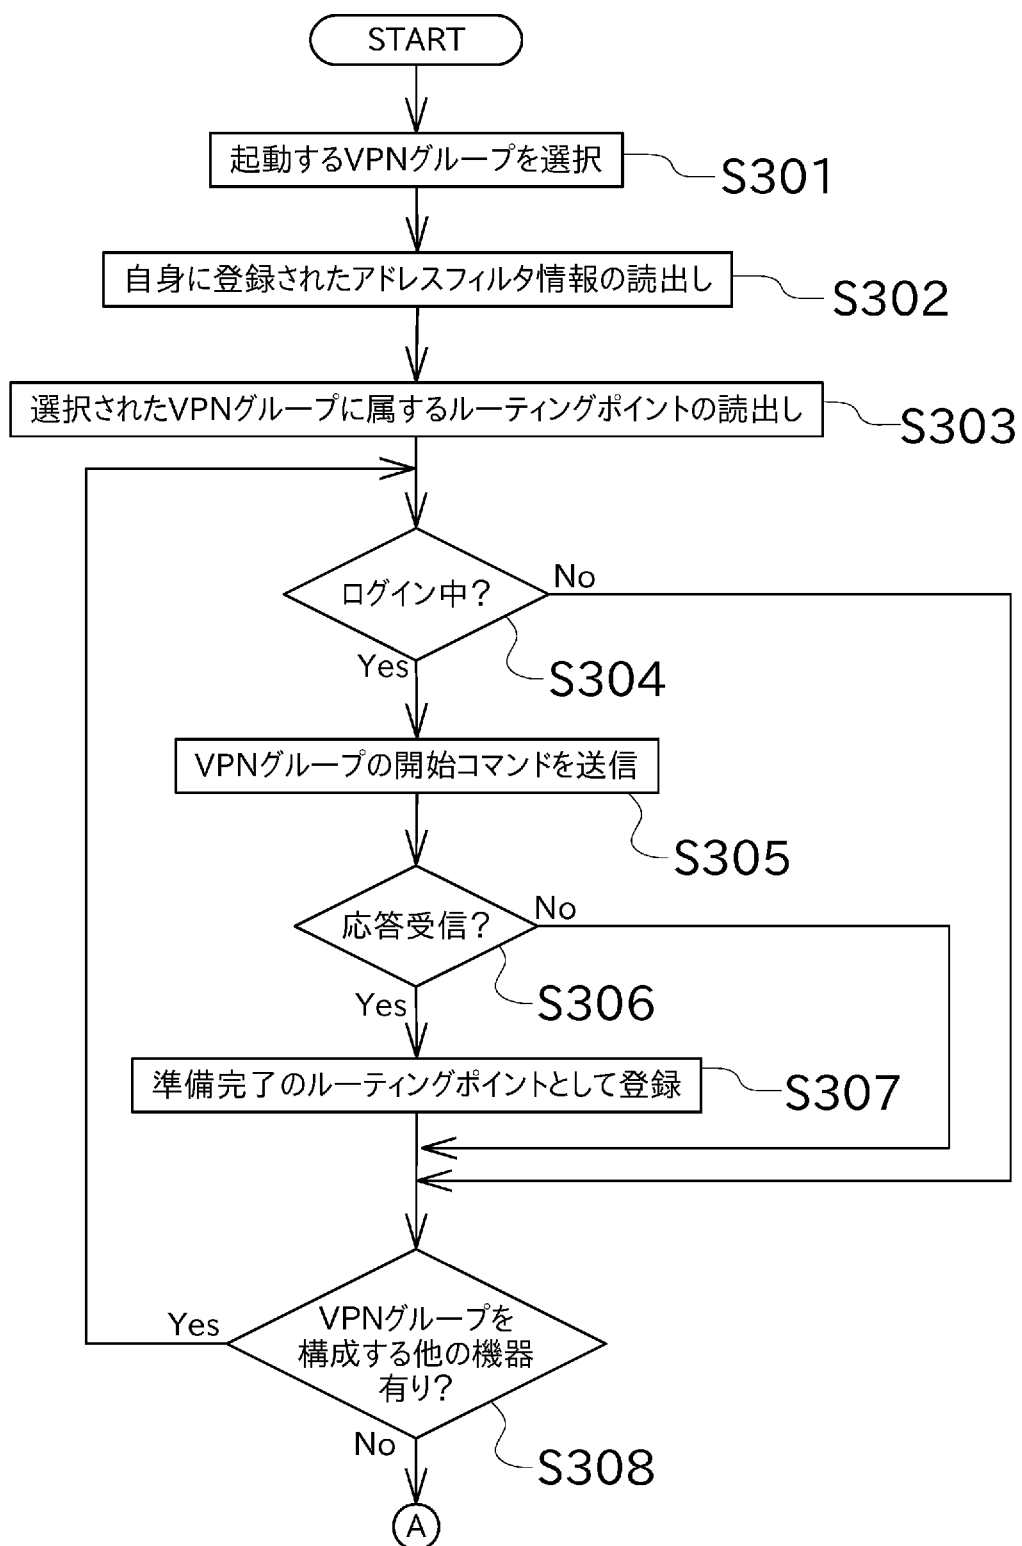 START
起動するVPNグループを選択
S301
自身に登録されたアドレスフィルタ情報の読出し
S302
選択されたVPNグループに属するルーティングポイントの読出し
S303
ログイン中?
No
Yes
S304
VPNグループの開始コマンドを送信
S305
応答受信?
No
Yes
S306
準備完了のルーティングポイントとして登録
S307
Yes
VPNグループを
構成する他の機器
有り?
No
S308
A